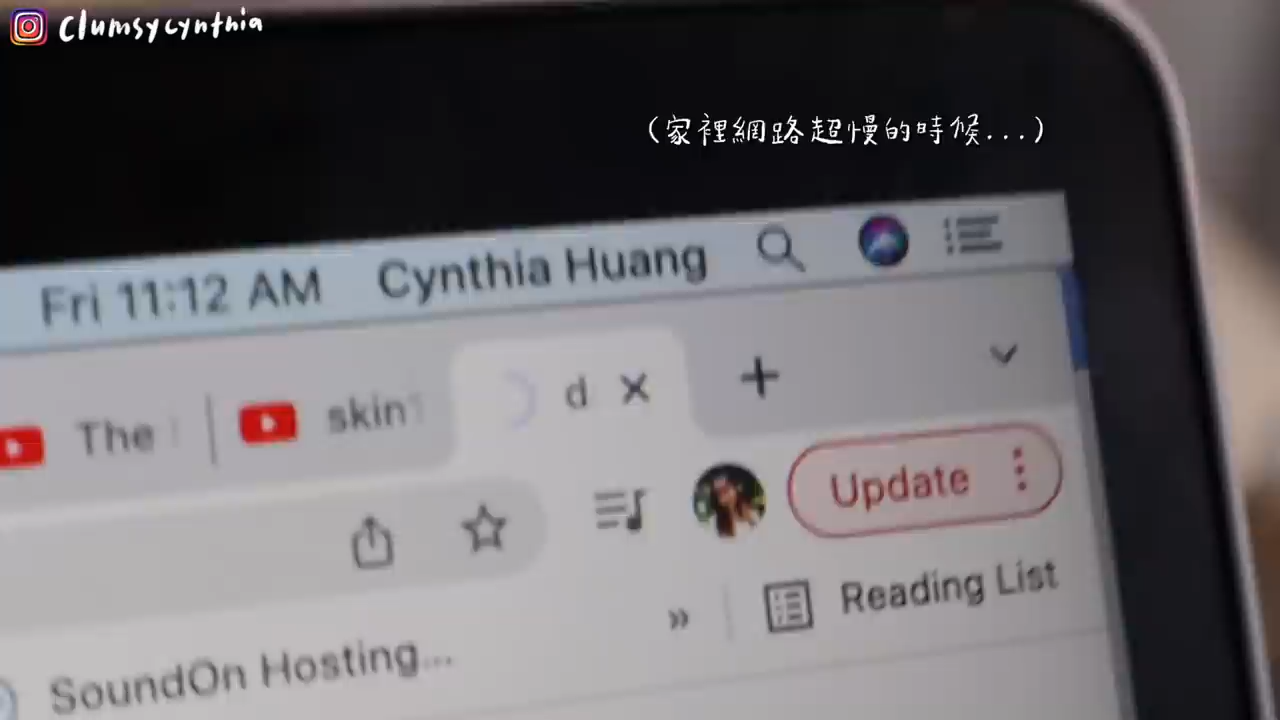 Clumsycynthia
(家裡網路超慢的時候...)
Fri 11:12 AM Cynthia Huang
The skin d
Update
Reading List
SoundOn Hosting...